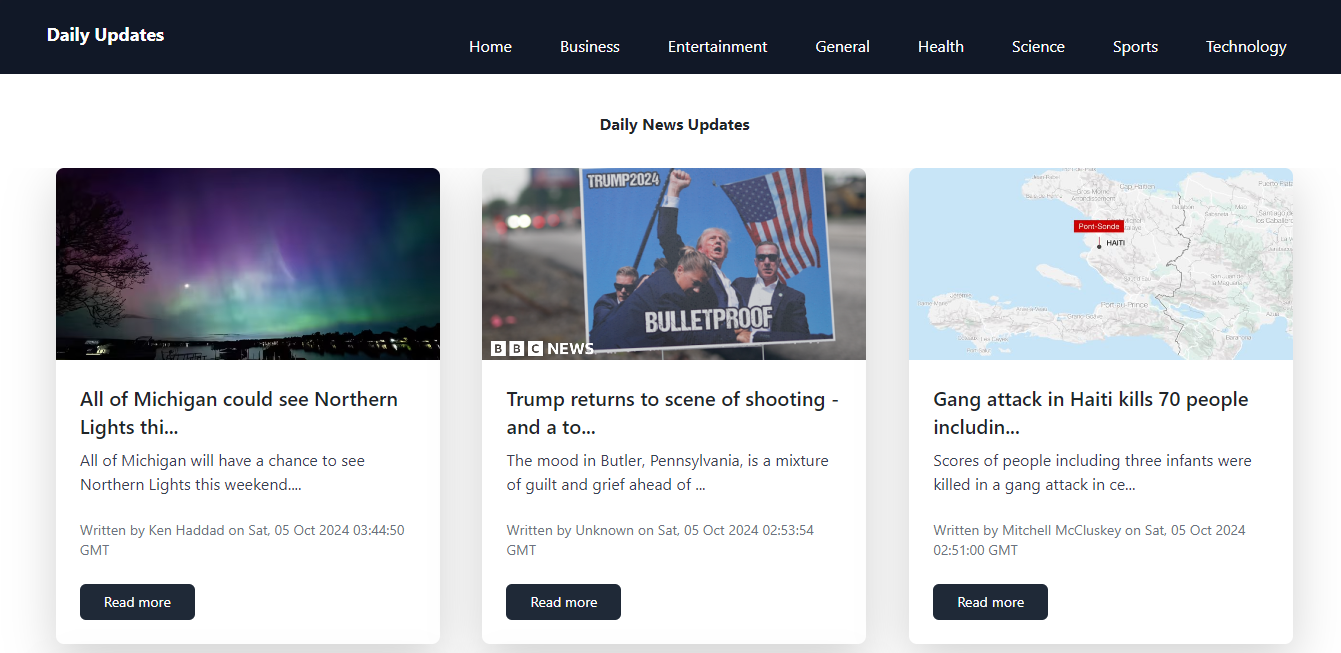 Daily Updates
Home Business Entertainment General Health Science Sports Technology
Daily News Updates
TRUMP2024
BULLETPROOF
BBC NEWS
Pont-Sonde
HAITI
Cap-Haïtien
Port-au-Prince
All of Michigan could see Northern
Lights thi...
All of Michigan will have a chance to see
Northern Lights this weekend....
Written by Ken Haddad on Sat, 05 Oct 2024 03:44:50
GMT
Read more
Trump returns to scene of shooting -
and a to...
The mood in Butler, Pennsylvania, is a mixture
of guilt and grief ahead of ...
Written by Unknown on Sat, 05 Oct 2024 02:53:54
GMT
Read more
Gang attack in Haiti kills 70 people
includin...
Scores of people including three infants were
killed in a gang attack in ce...
Written by Mitchell McCluskey on Sat, 05 Oct 2024
02:51:00 GMT
Read more